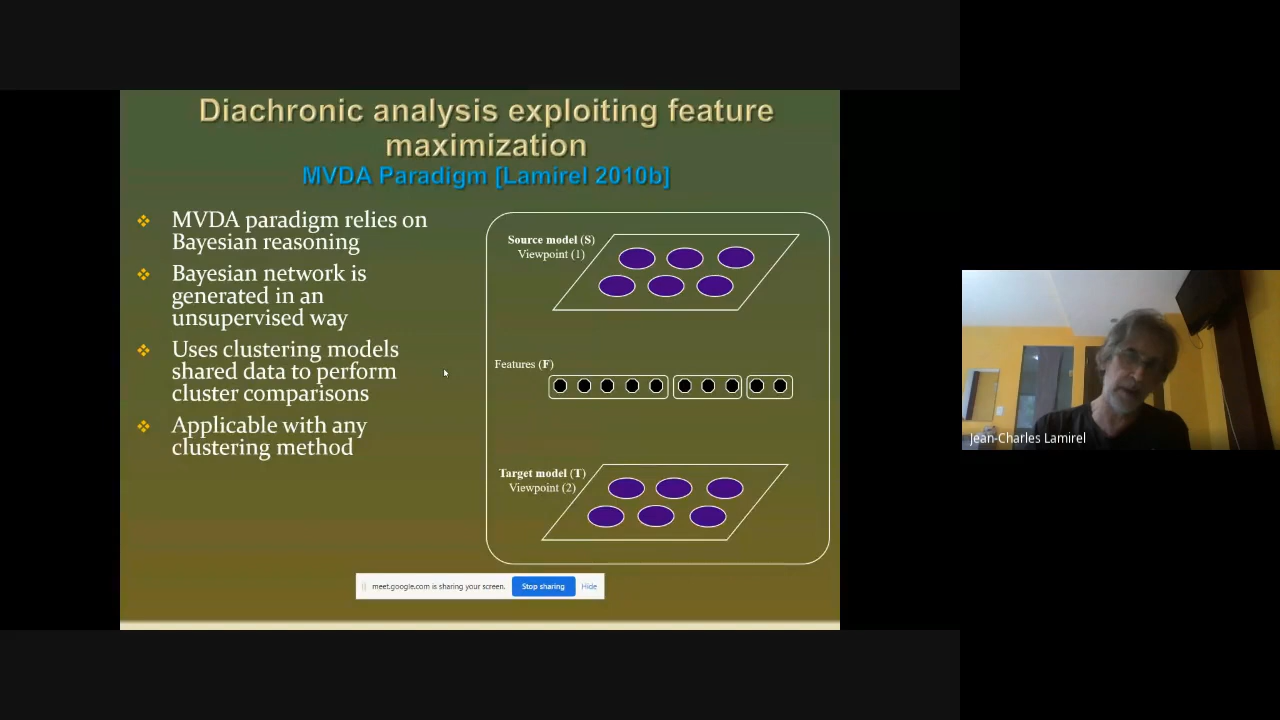 Diachronic analysis exploiting feature
maximization
MVDA Paradigm [Lamirel 2010b]
❖ MVDA paradigm relies on
Bayesian reasoning
❖ Bayesian network is
generated in an
unsupervised way
❖ Uses clustering models
shared data to perform
cluster comparisons
❖ Applicable with any
clustering method
Source model (S)
Viewpoint (1)
Features (F)
Target model (T)
Viewpoint (2)
meet.google.com is sharing your screen.
Stop sharing
Hide
Jean-Charles Lamirel